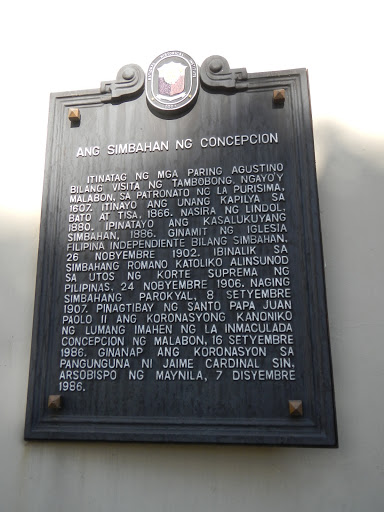 ANG SIMBAHAN NG CONCEPCION
ITINATAG NG MGA PARING AGUSTINO
BILANG VISITA NG TAMBOBONG, NGAYO'Y
MALABON, SA PATRONATO NG LA PURISIMA,
1607. ITINAYO ANG UNANG KAPILYA SA
BATO AT TISA, 1866. NASIRA NG LINDOL,
1880. IPINATAYO ANG KASALUKUYANG
SIMBAHAN, 1886. GINAMIT NG IGLESIA
FILIPINA INDEPENDIENTE BILANG SIMBAHAN,
26 NOBYEMBRE 1902. IBINALIK SA
SIMBAHANG ROMANO KATOLIKO ALINSUNOD
SA UTOS NG KORTE SUPREMA NG
PILIPINAS, 24 NOBYEMBRE 1906. NAGING
SIMBAHANG PAROKYAL, 8 SETYEMBRE
1907. PINAGTIBAY NG SANTO PAPA JUAN
PAOLO II ANG KORONASYONG KANONIKO
NG LUMANG IMAHEN NG LA INMACULADA
CONCEPCION NG MALABON, 16 SETYEMBRE
1986. GINANAP ANG KORONASYON SA
PANGUNGUNA NI JAIME CARDINAL SIN,
ARSOBISPO NG MAYNILA, 7 DISYEMBRE
1986.